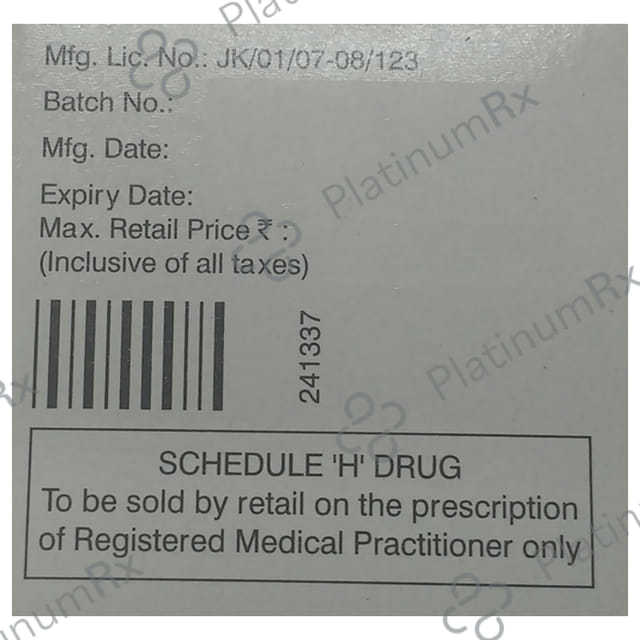 Mfg. Lic. No.: JK/01/07-08/123
Batch No.:
Mfg. Date:
Expiry Date:
Max. Retail Price ₹ :
(Inclusive of all taxes)
241337
SCHEDULE 'H' DRUG
To be sold by retail on the prescription
of Registered Medical Practitioner only
PlatinumRx
PlatinumRx